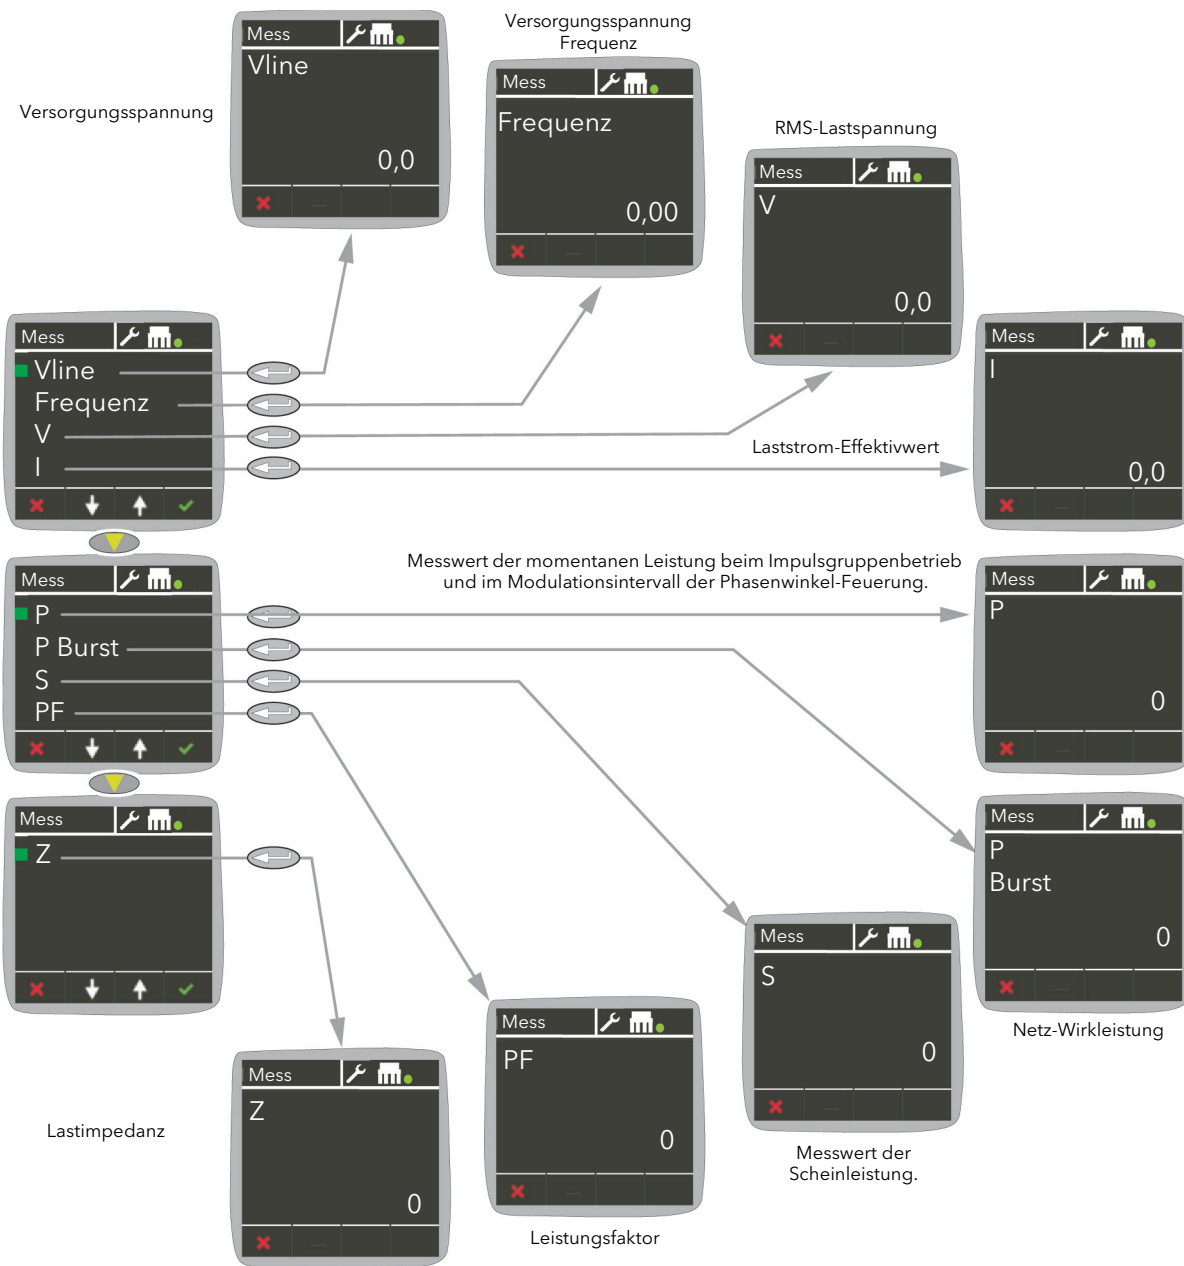 Mess
Vline
0,0
Versorgungsspannung
Versorgungsspannung
Frequenz
Mess
Frequenz
0,00
RMS-Lastspannung
Mess
V
0,0
Mess
Vline
Frequenz
V
I
Laststrom-Effektivwert
Mess
I
0,0
Mess
P
P Burst
S
PF
Messwert der momentanen Leistung beim Impulsgruppenbetrieb
und im Modulationsintervall der Phasenwinkel-Feuerung.
Mess
P
0
Mess
Z
Mess
P
Burst
0
Netz-Wirkleistung
Mess
S
0
Messwert der
Scheinleistung.
Mess
PF
0
Leistungsfaktor
Mess
Z
0
Lastimpedanz